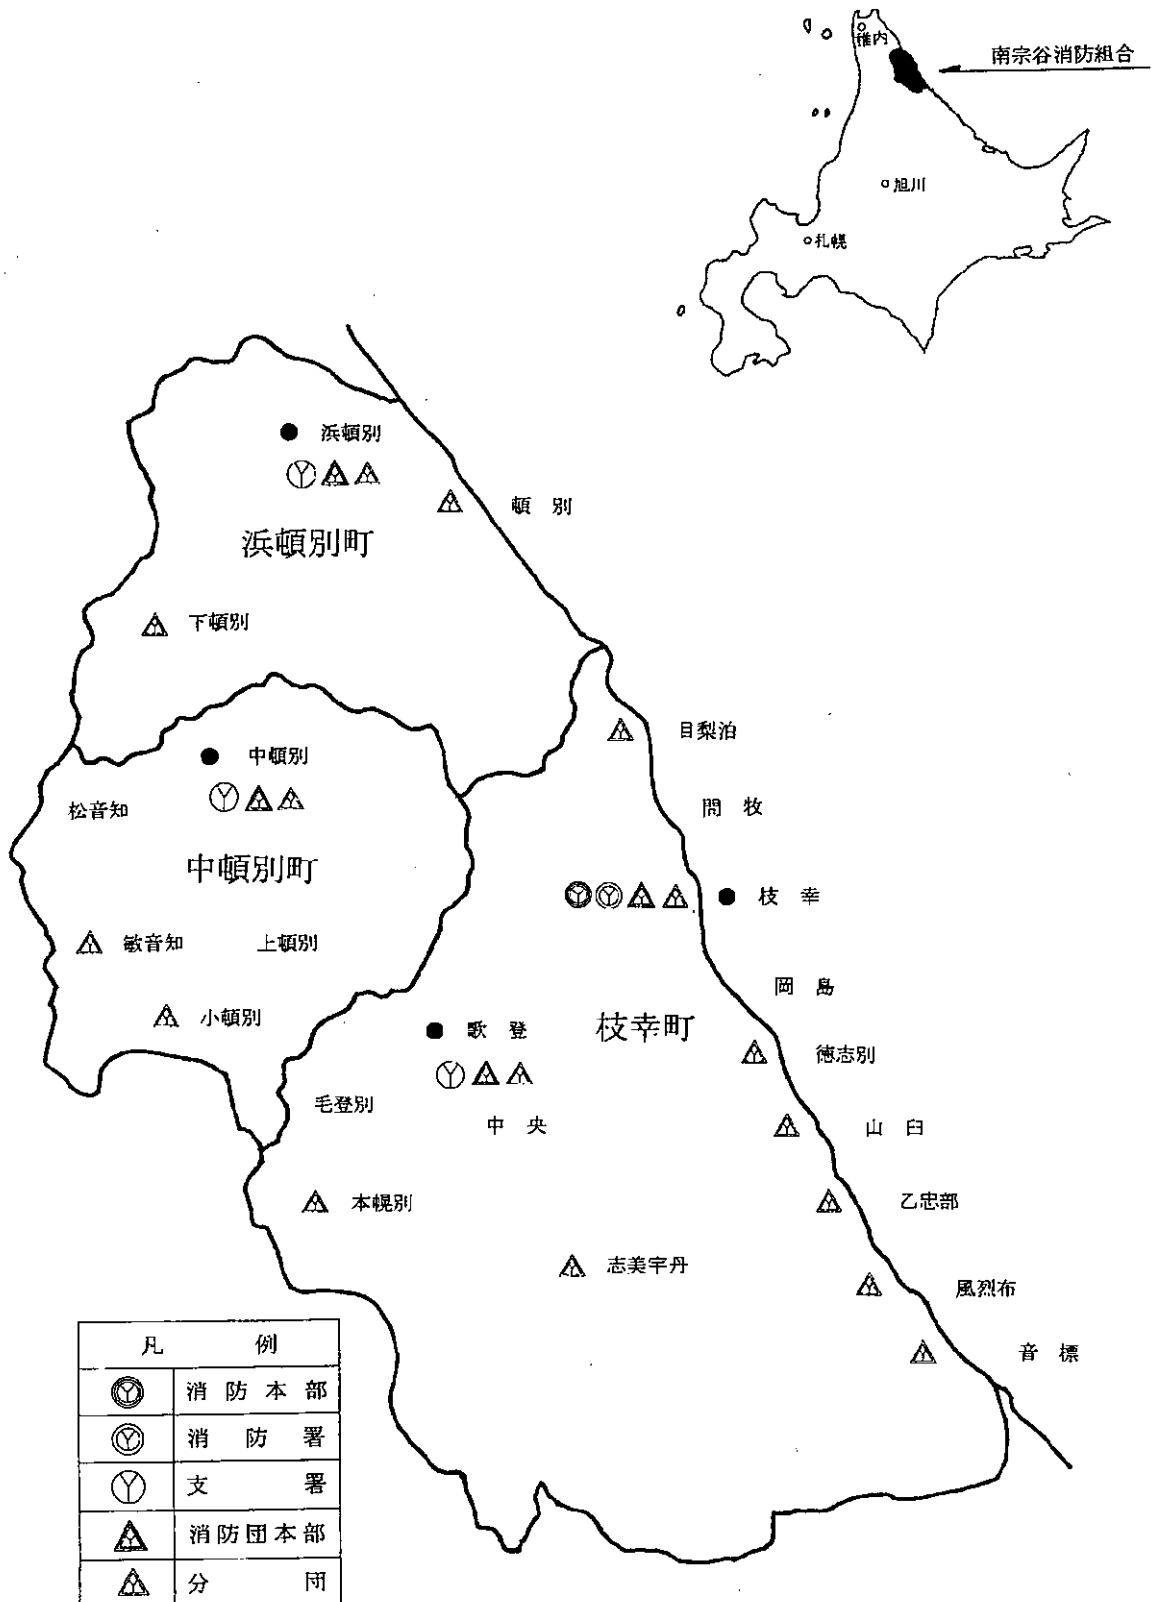 稚内
南宗谷消防組合
旭川
札幌
浜頓別
頓別
浜頓別町
下頓別
目梨泊
中頓別
松音知
問牧
中頓別町
枝幸
敏音知
上頓別
岡島
小頓別
歌登
枝幸町
徳志別
毛登別
中央
山臼
本幌別
乙忠部
志美宇丹
風烈布
音標
凡例
消防本部
消防署
支署
消防団本部
分団